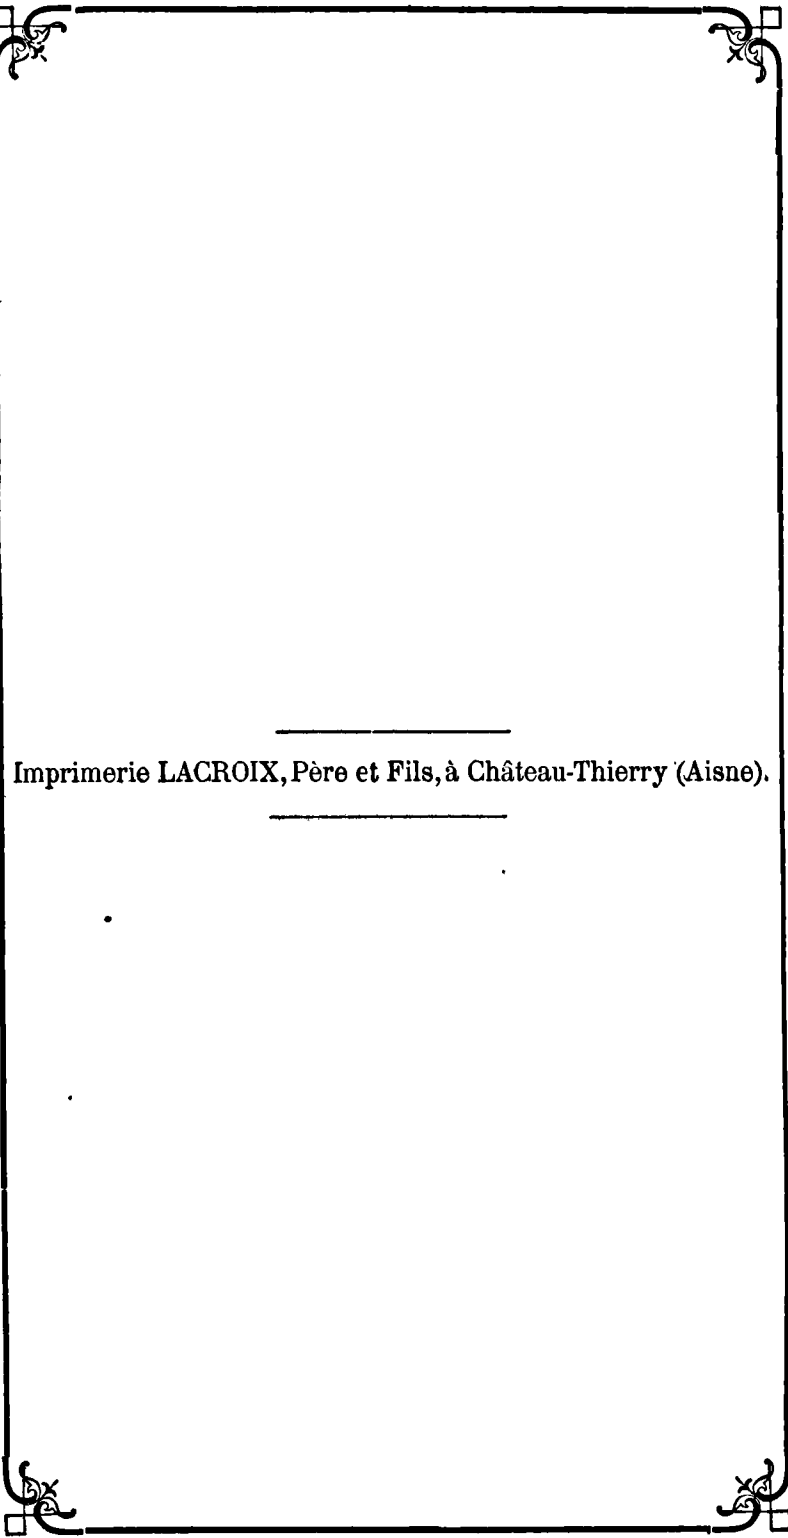 Imprimerie LACROIX, Père et Fils, à Château-Thierry (Aisne).